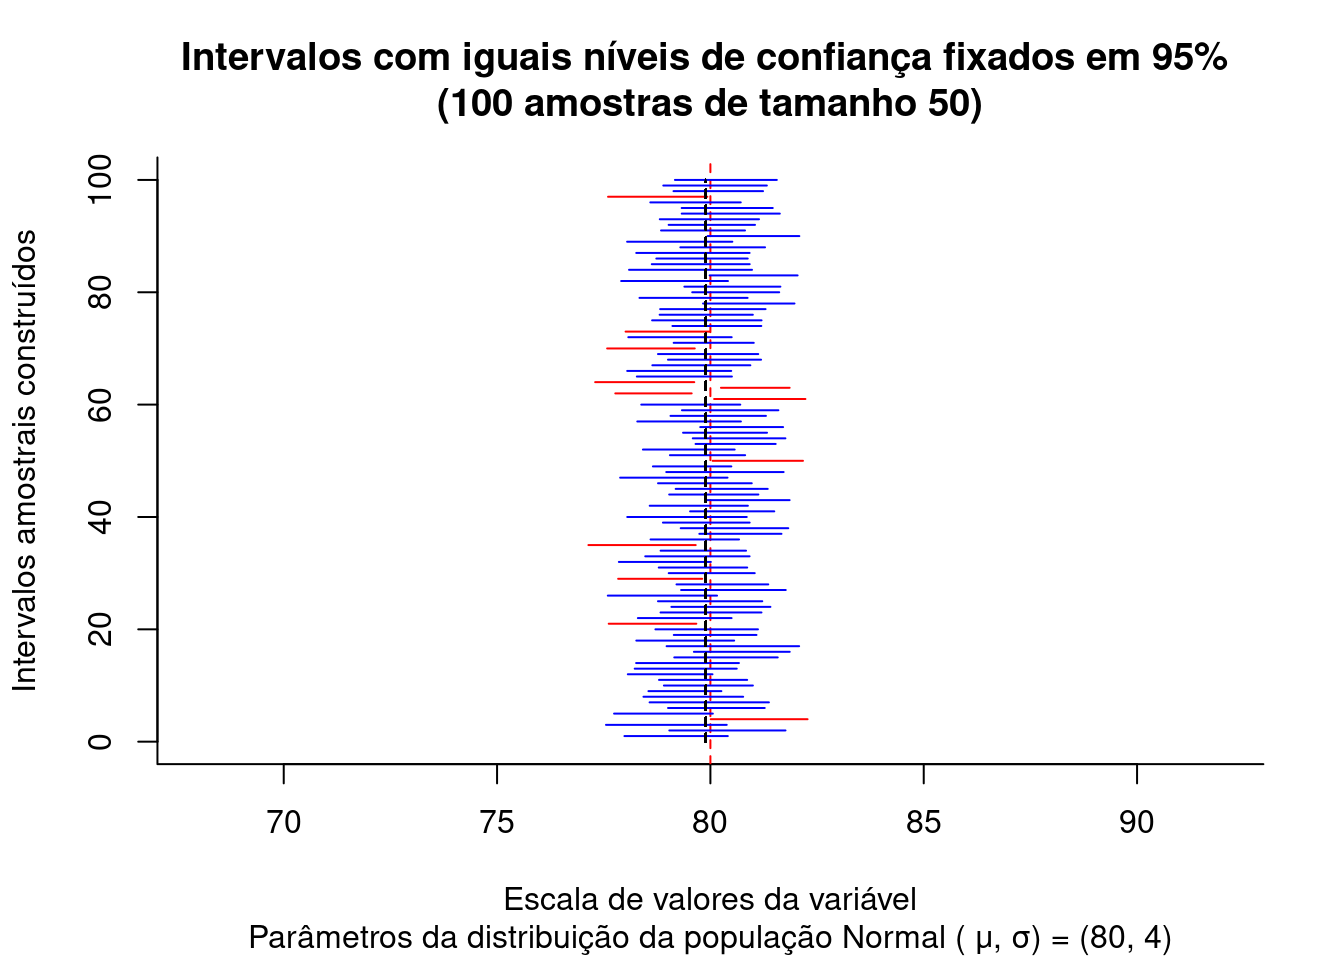 Intervalos com iguais níveis de confiança fixados em 95%
(100 amostras de tamanho 50)
Intervalos amostrais construídos
100
80
60
40
20
0
70 75 80 85 90
Escala de valores da variável
Parâmetros da distribuição da população Normal ( μ, σ) = (80, 4)